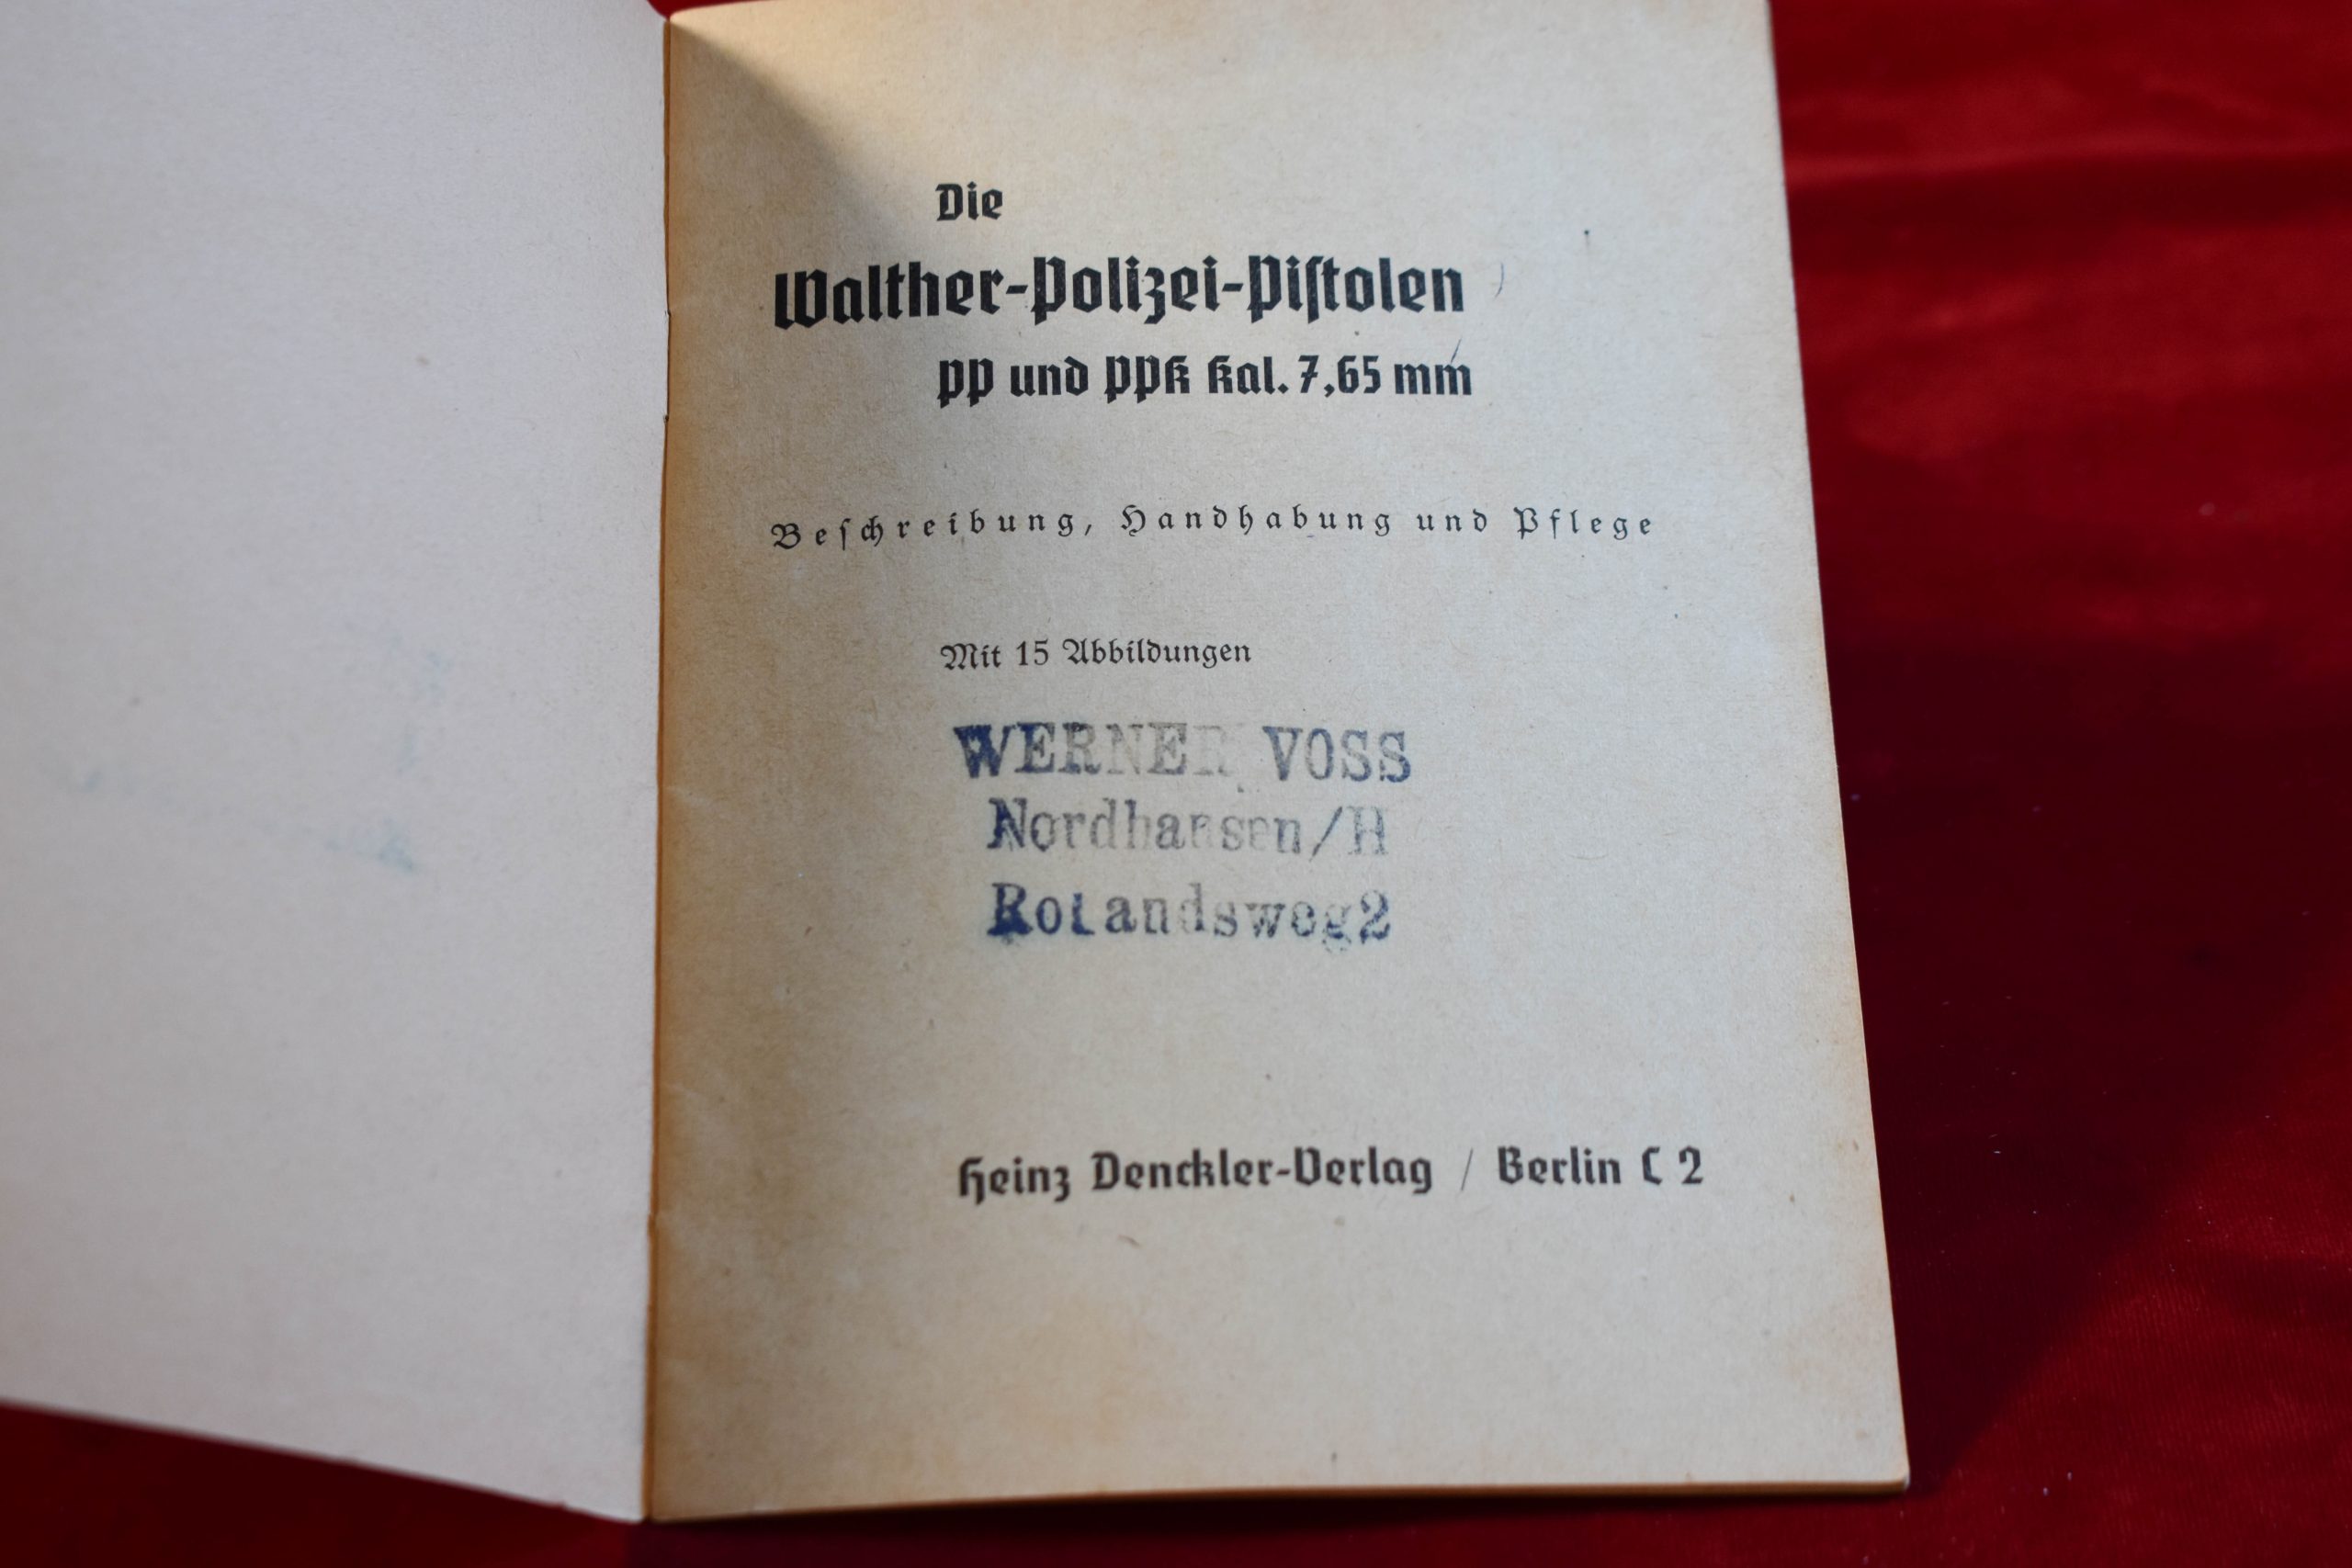 Die
Walther-Polizei-Pistolen
PP und PPK Kal. 7,65 mm
Beschreibung, Handhabung und Pflege
Mit 15 Abbildungen
WERNER VOSS
Nordhausen/H
Rolandsweg2
Heinz Denckler-Verlag / Berlin C 2